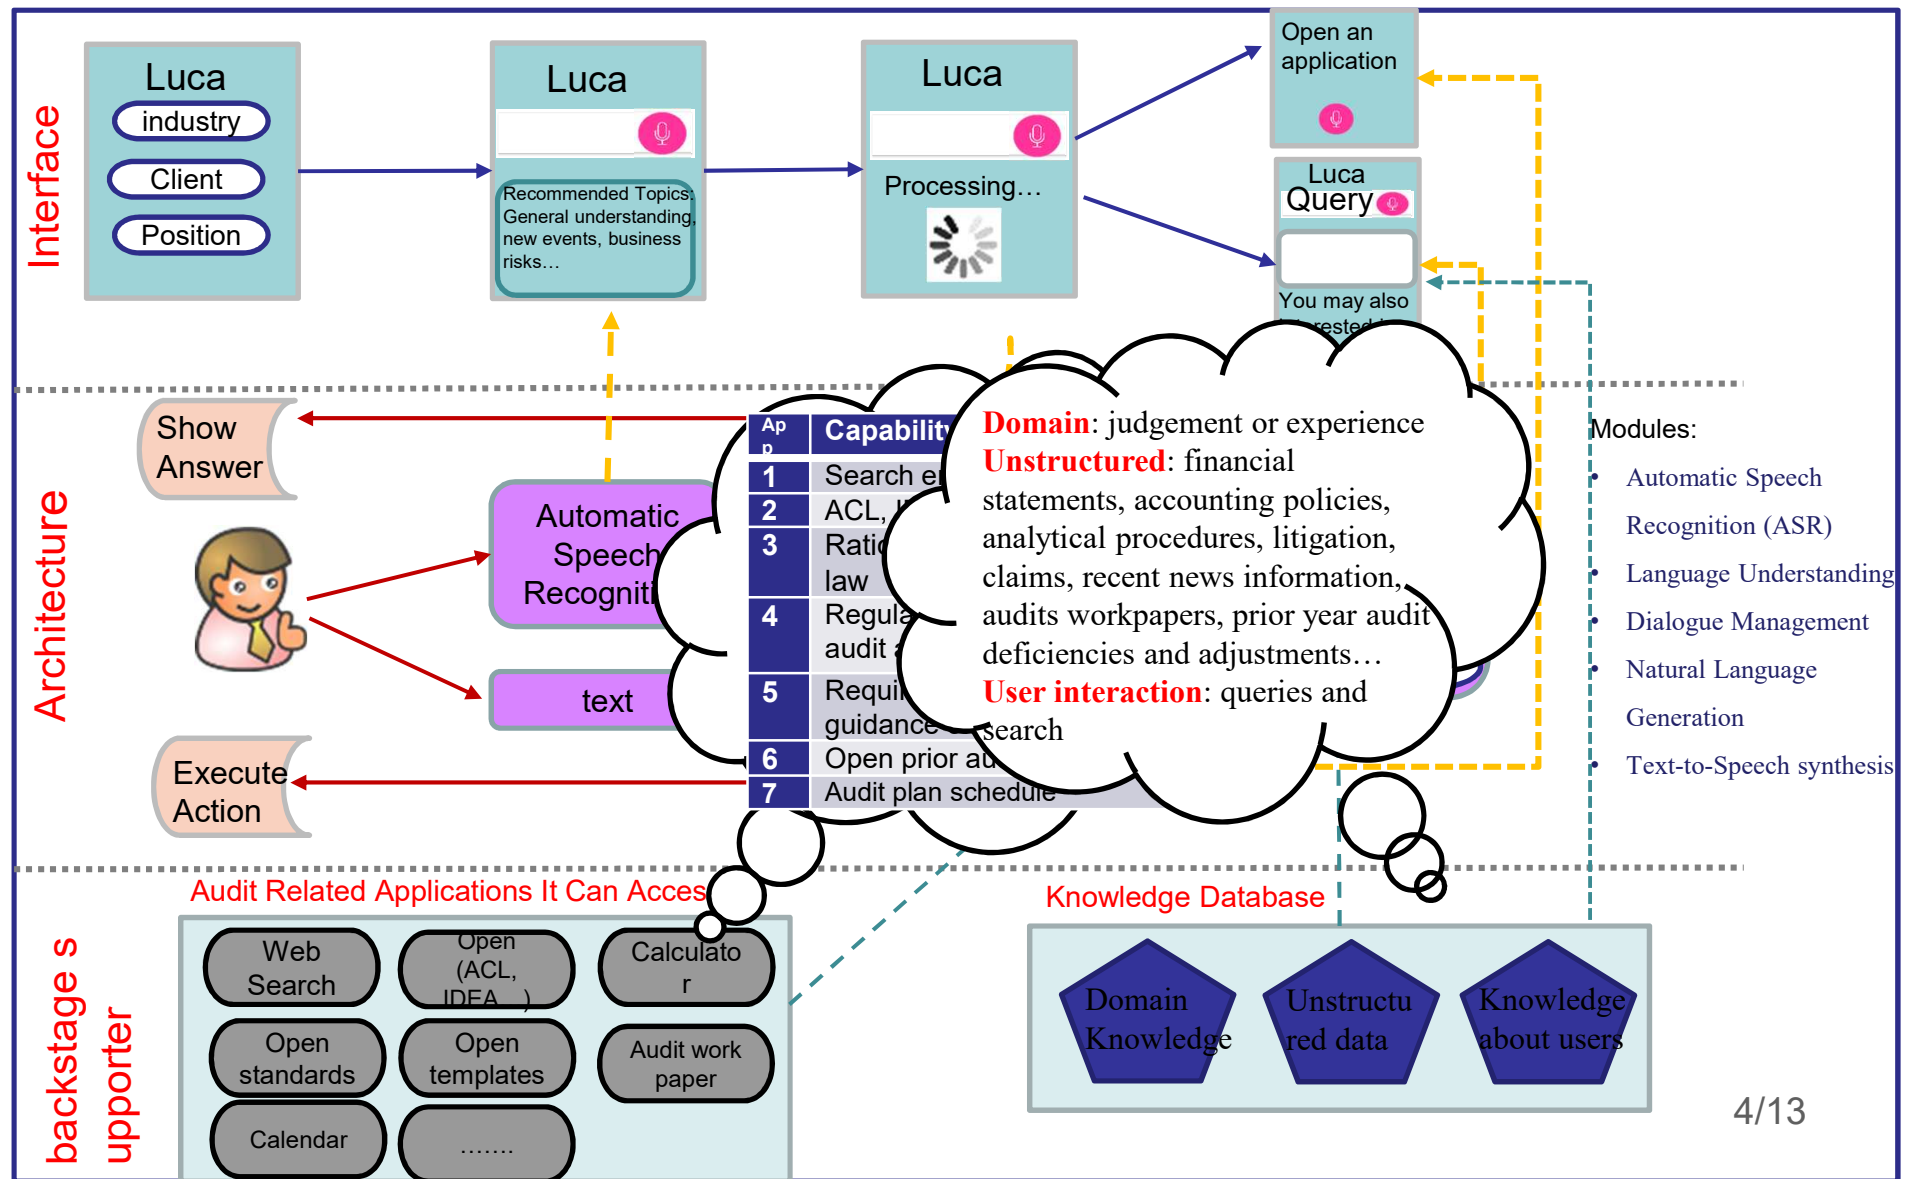 Interface
Luca
industry
Client
Position
Luca
Recommended Topics:
General understanding,
new events, business
risks…
Luca
Processing…
Open an
application
Luca
Query
You may also
Architecture
Show
Answer
Automatic
Speech
text
Execute
Action
Ap
p
Capability
1
Search
2
ACL,
3
law
4
audit
5
guidance
6
Open prior
7
Audit plan schedule
Domain: judgement or experience
Unstructured: financial
statements, accounting policies,
analytical procedures, litigation,
claims, recent news information,
audits workpapers, prior year audit
deficiencies and adjustments…
User interaction: queries and
search
Modules:
• Automatic Speech
Recognition (ASR)
• Language Understanding
• Dialogue Management
• Natural Language
Generation
• Text-to-Speech synthesis
backstage s
upporter
Audit Related Applications It Can Acces
Web
Search
Open
(ACL,
IDEA…)
Calculato
r
Open
standards
Open
templates
Audit work
paper
Calendar
…….
Knowledge Database
Domain
Knowledge
Unstructu
red data
Knowledge
about users
4/13